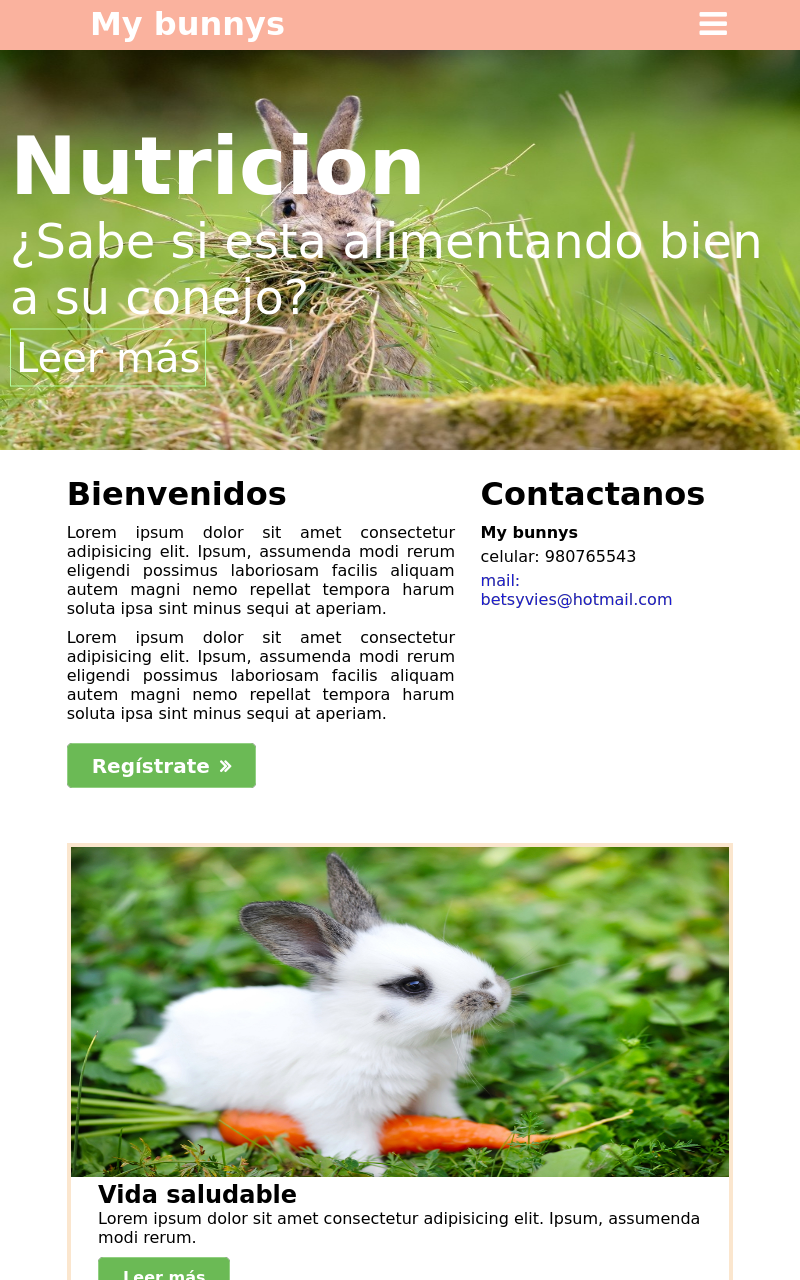 My bunnys
Nutricion
¿Sabe si esta alimentando bien
a su conejo?
Leer más
Bienvenidos
Lorem ipsum dolor sit amet consectetur
adipisicing elit. Ipsum, assumenda modi rerum
eligendi possimus laboriosam facilis aliquam
autem magni nemo repellat tempora harum
soluta ipsa sint minus sequi at aperiam.
Lorem ipsum dolor sit amet consectetur
adipisicing elit. Ipsum, assumenda modi rerum
eligendi possimus laboriosam facilis aliquam
autem magni nemo repellat tempora harum
soluta ipsa sint minus sequi at aperiam.
Regístrate »
Contactanos
My bunnys
celular: 980765543
mail:
betsyvies@hotmail.com
Vida saludable
Lorem ipsum dolor sit amet consectetur adipisicing elit. Ipsum, assumenda
modi rerum.
Leer más